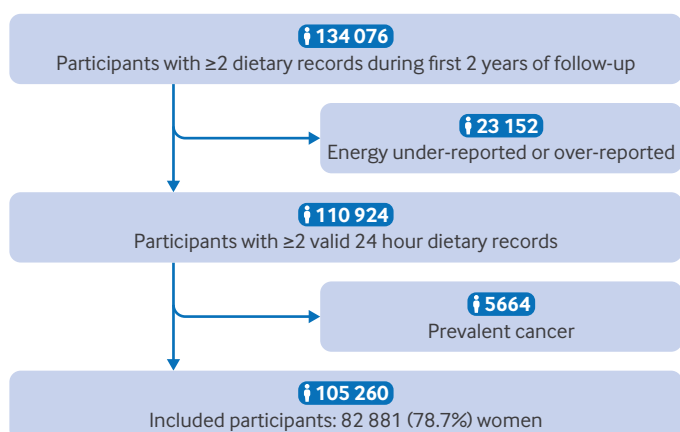 134 076
Participants with ≥2 dietary records during first 2 years of follow-up
23 152
Energy under-reported or over-reported
110 924
Participants with ≥2 valid 24 hour dietary records
5664
Prevalent cancer
105 260
Included participants: 82 881 (78.7%) women